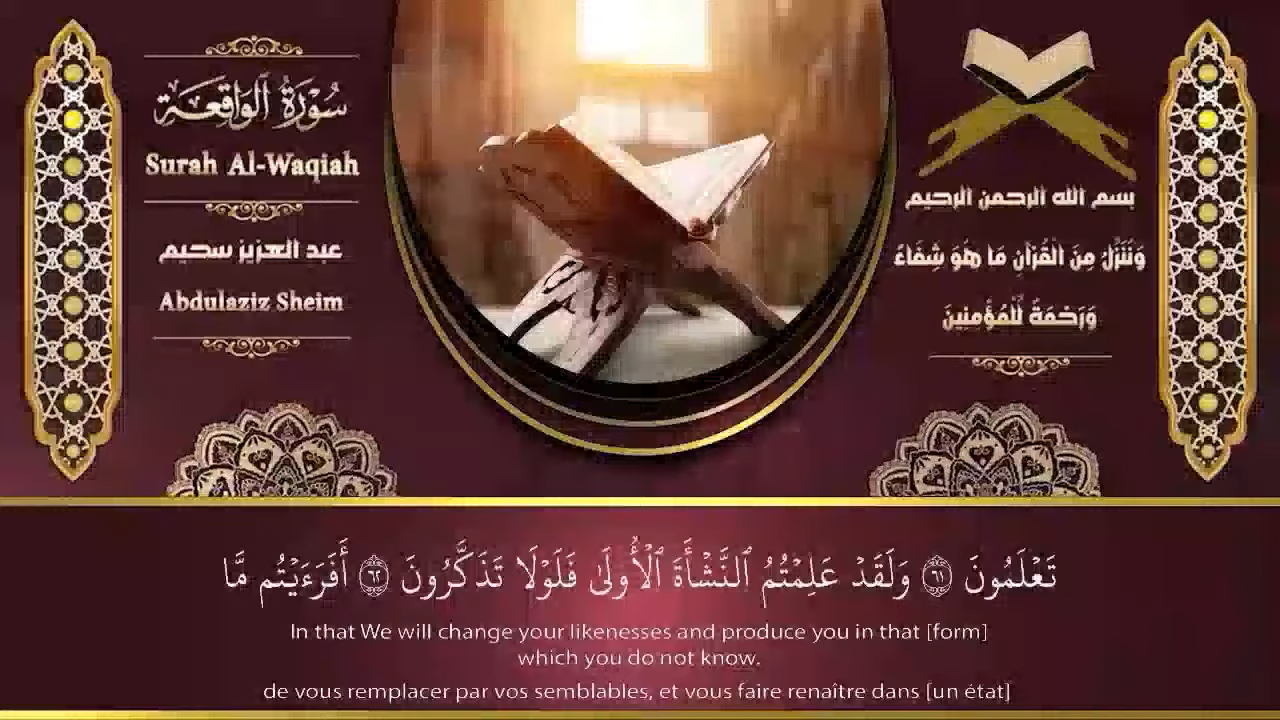 سُورَةُ الوَاقِعَة
Surah Al-Waqiah
عبد العزيز سحيم
Abdulaziz Sheim
بسم الله الرحمن الرحيم
وَنُنَزِّلُ مِنَ الْقُرْآنِ مَا هُوَ شِفَاءٌ
وَرَحْمَةٌ لِّلْمُؤْمِنِينَ
تَعْلَمُونَ ٦١ وَلَقَدْ عَلِمْتُمُ ٱلنَّشْأَةَ ٱلْأُولَىٰ فَلَوْلَا تَذَكَّرُونَ ٦٢ أَفَرَءَيْتُم مَّا
In that We will change your likenesses and produce you in that [form]
which you do not know.
de vous remplacer par vos semblables, et vous faire renaître dans [un état]